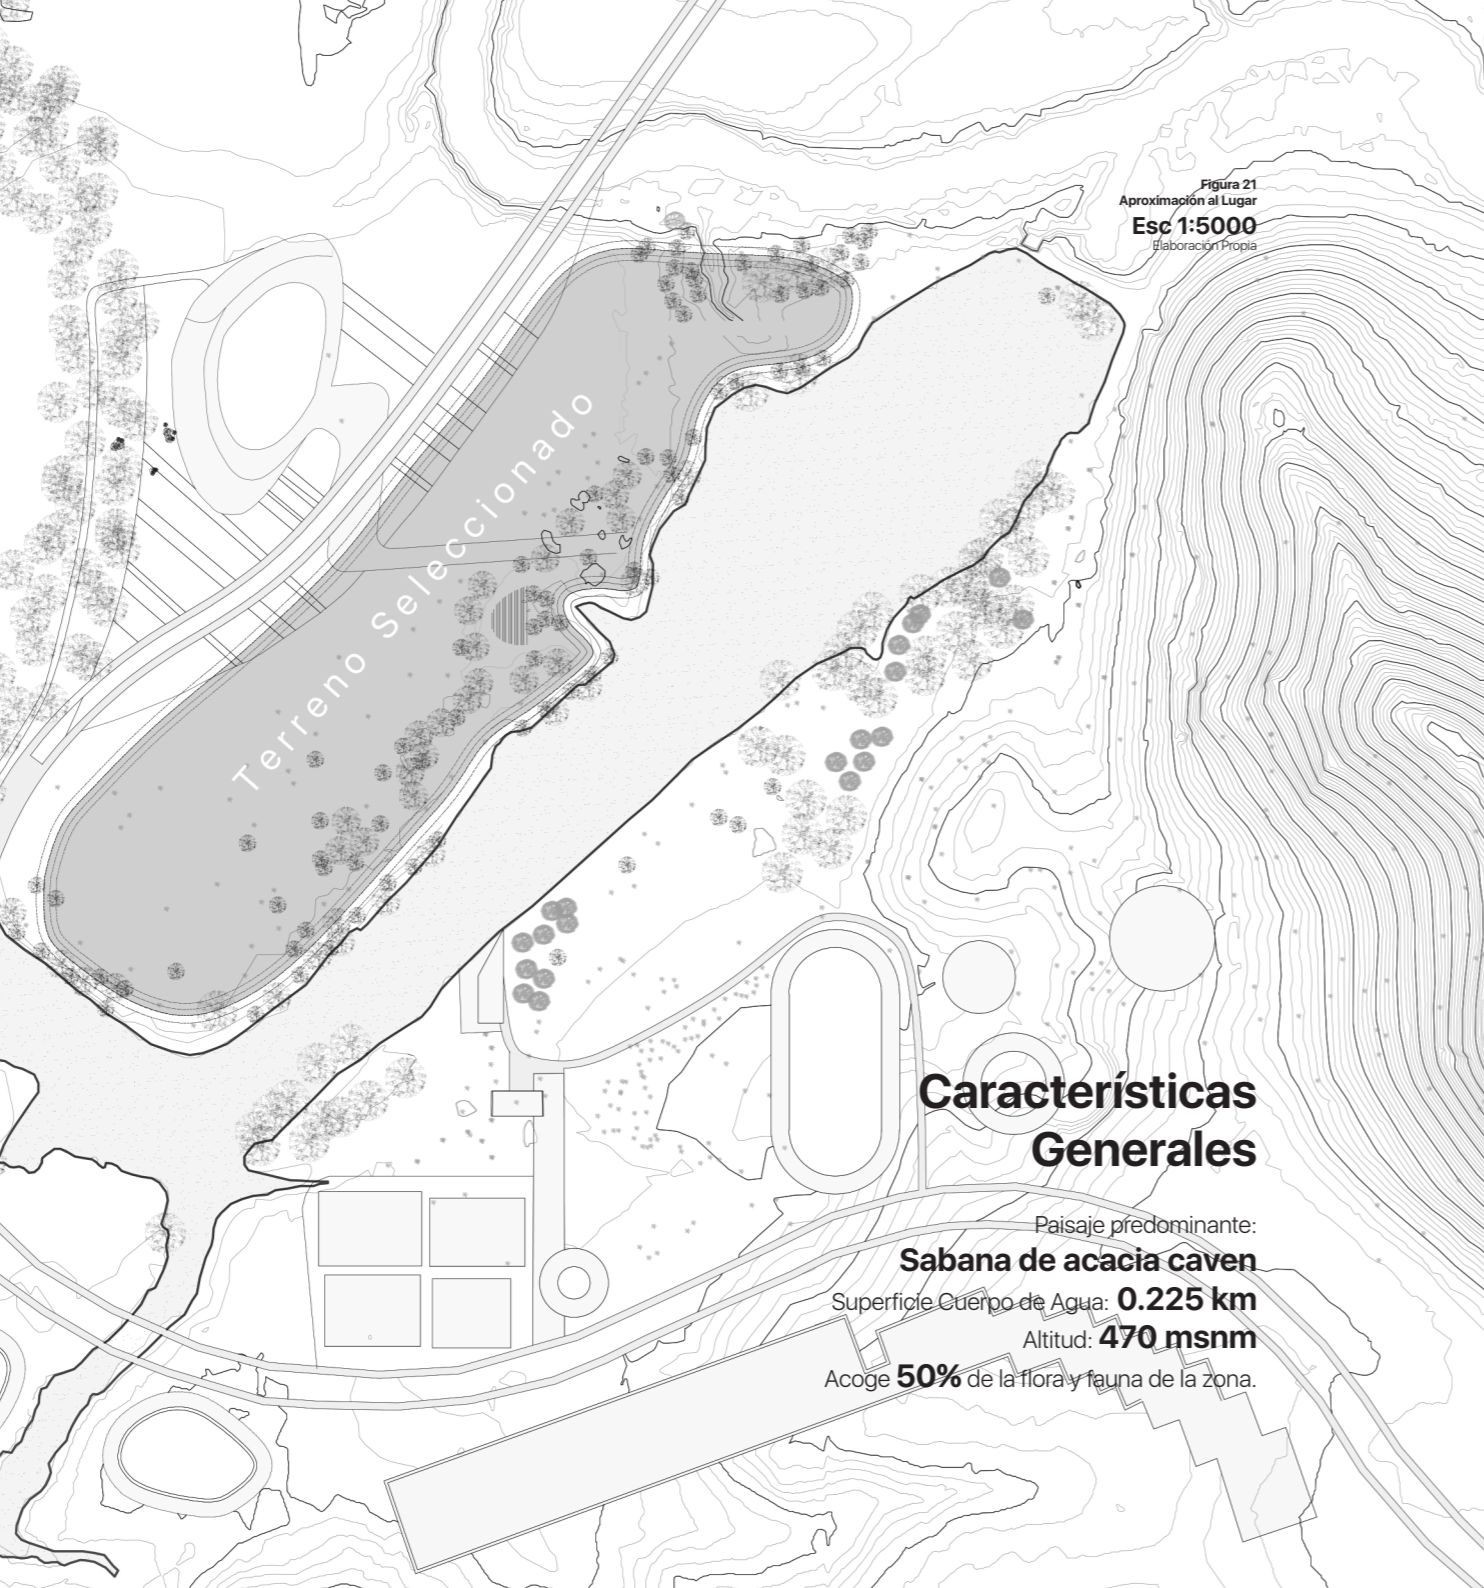 Figura 21
Aproximación al Lugar
Esc 1:5000
Elaboración Propia
Terreno Seleccionado
Características
Generales
Paisaje predominante:
Sabana de acacia caven
Superficie Cuerpo de Agua: 0.225 km
Altitud: 470 msnm
Acoge 50% de la flora y fauna de la zona.